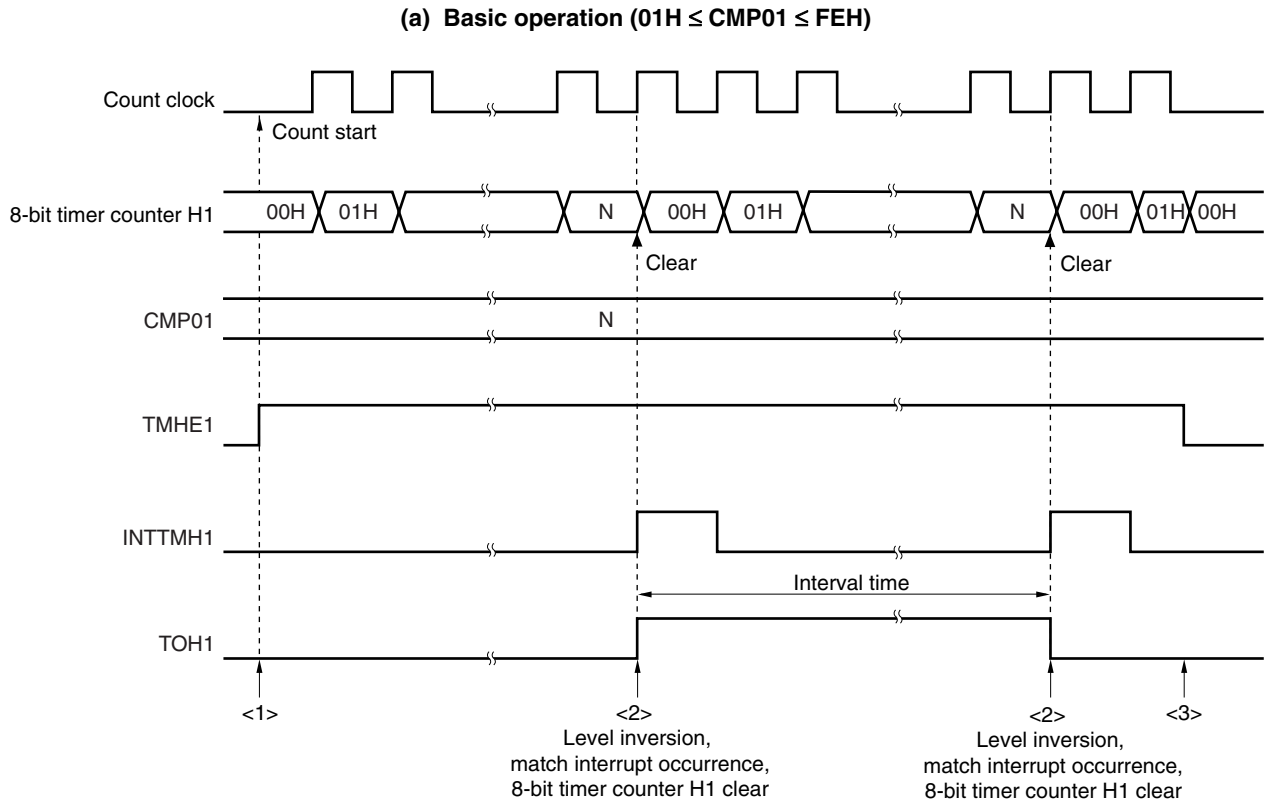 (a) Basic operation (01H ≤ CMP01 ≤ FEH)
Count clock
Count start
8-bit timer counter H1
00H 01H N 00H 01H N 00H 01H 00H
Clear Clear
CMP01 N
TMHE1
INTTMH1
Interval time
TOH1
<1> <2> <2> <3>
Level inversion, Level inversion,
match interrupt occurrence, match interrupt occurrence,
8-bit timer counter H1 clear 8-bit timer counter H1 clear